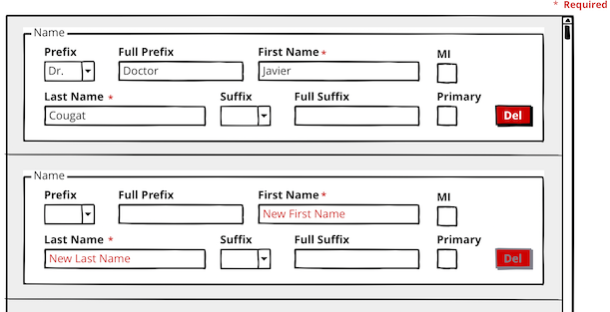 * Required
Name
Prefix Full Prefix First Name * MI
Dr. Doctor Javier
Last Name * Suffix Full Suffix Primary
Cougat Del
Name
Prefix Full Prefix First Name * MI
New First Name
Last Name * Suffix Full Suffix Primary
New Last Name Del